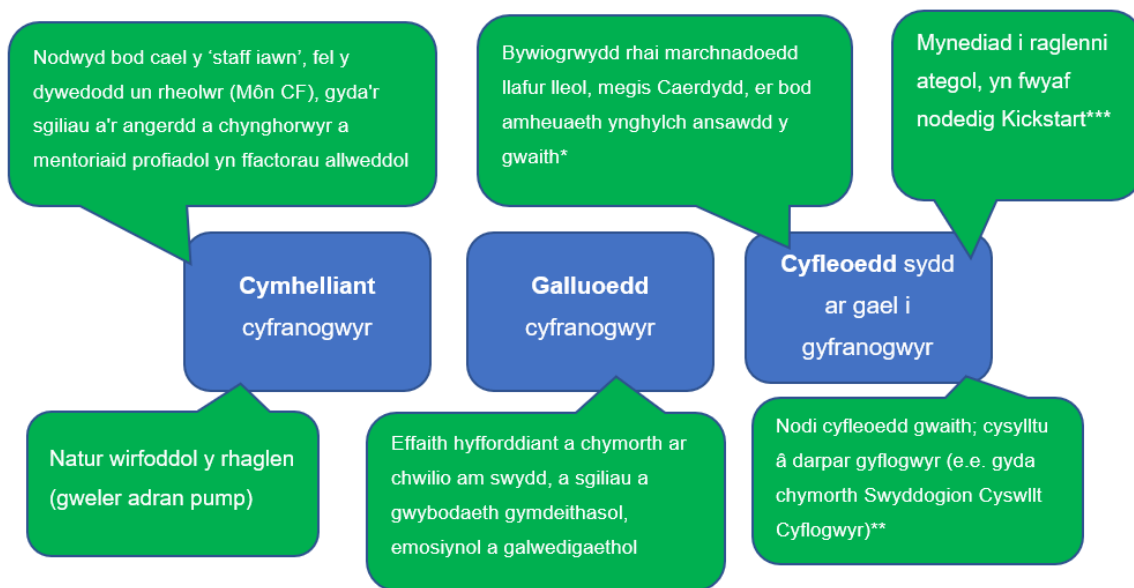 Nodwyd bod cael y ‘staff iawn’, fel y
dywedodd un rheolwr (Môn CF), gyda'r
sgiliau a'r angerdd a chynghorwyr a
mentoriaid profiadol yn ffactorau allweddol
Bywiogrwydd rhai marchnadoedd
llafur lleol, megis Caerdydd, er bod
amheuaeth ynghylch ansawdd y
gwaith*
Mynediad i raglenni
ategol, yn fwyaf
nodedig Kickstart***
Cymhelliant
cyfranogwyr
Galluoedd
cyfranogwyr
Cyfleoedd sydd
ar gael i
gyfranogwyr
Natur wirfoddol y rhaglen
(gweler adran pump)
Effaith hyfforddiant a chymorth ar
chwilio am swydd, a sgiliau a
gwybodaeth gymdeithasol,
emosiynol a galwedigaethol
Nodi cyfleoedd gwaith; cysylltu
â darpar gyflogwyr (e.e. gyda
chymorth Swyddogion Cyswllt
Cyflogwyr)**